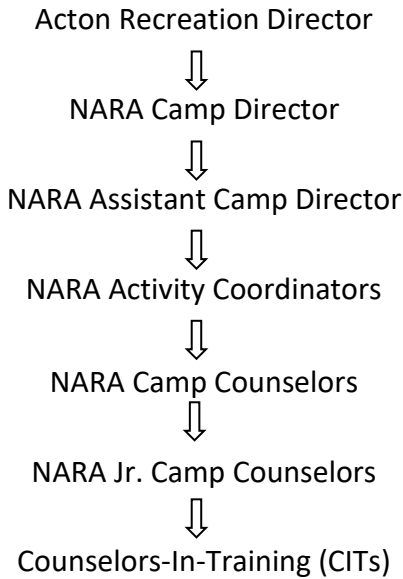 Acton Recreation Director
NARA Camp Director
NARA Assistant Camp Director
NARA Activity Coordinators
NARA Camp Counselors
NARA Jr. Camp Counselors
Counselors-In-Training (CITs)